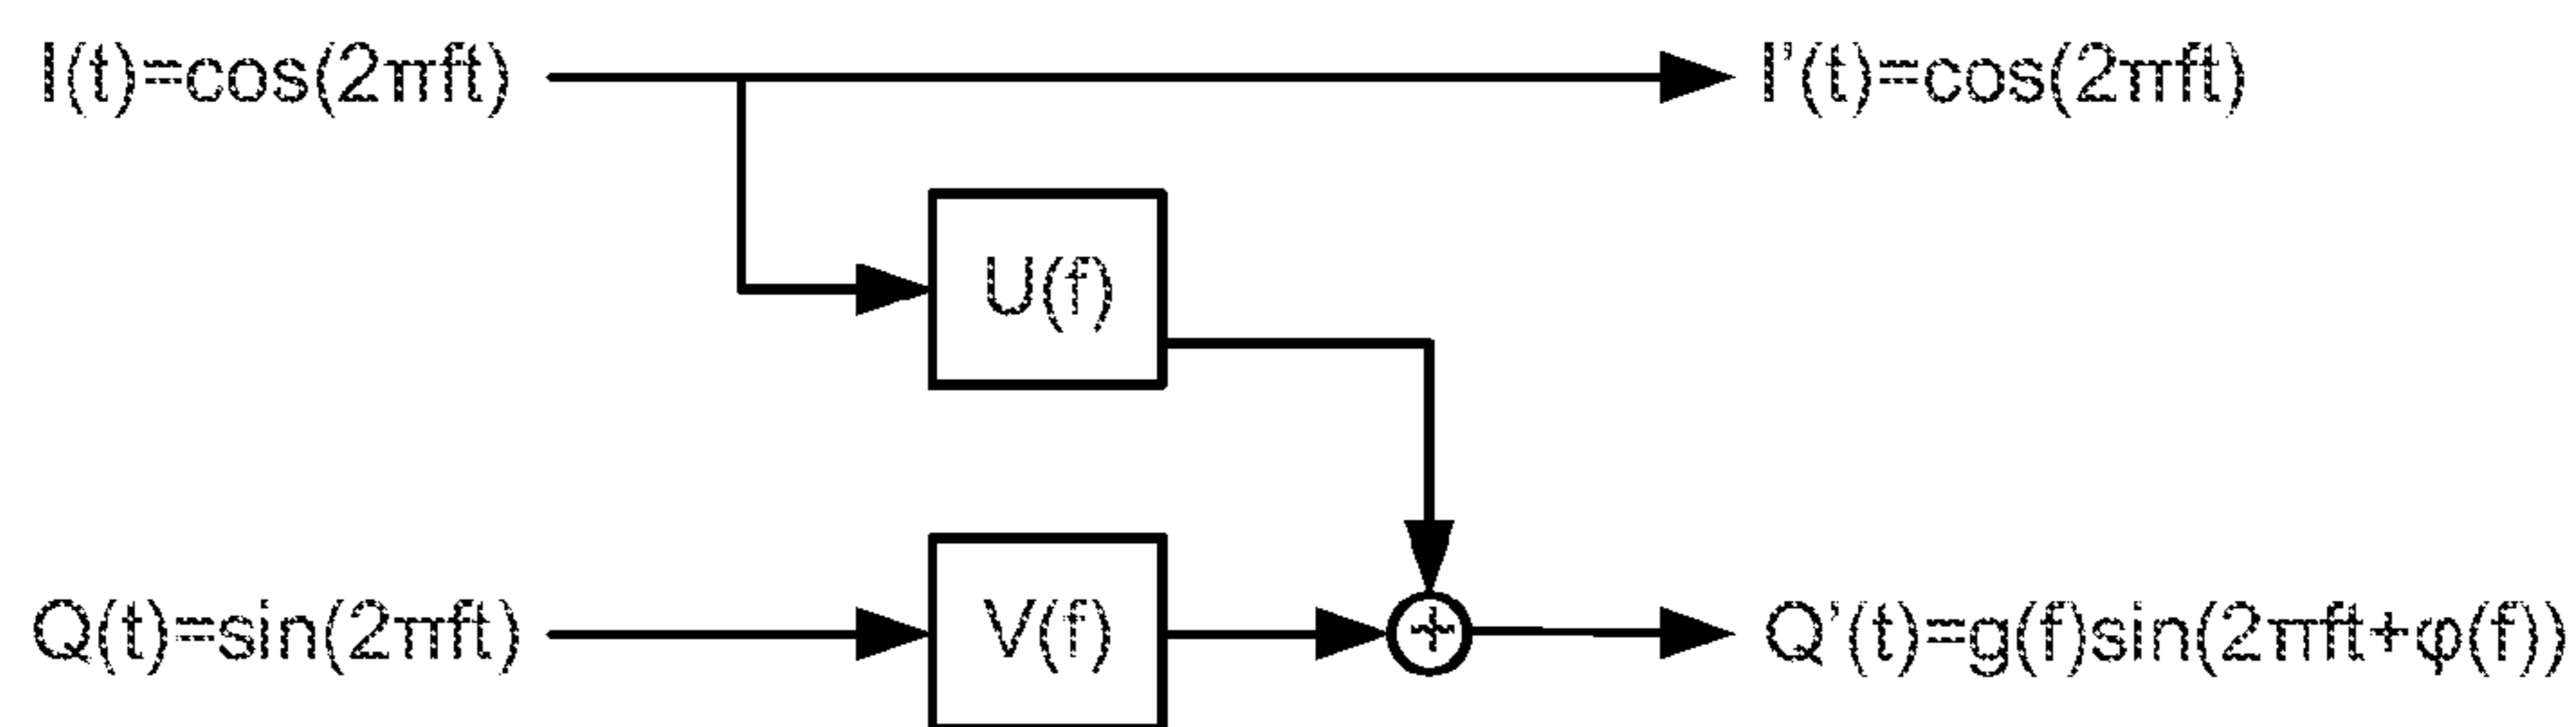 I(t)=cos(2πft)
I'(t)=cos(2πft)
U(f)
Q(t)=sin(2πft)
V(f)
+
Q'(t)=g(f)sin(2πft+φ(f))